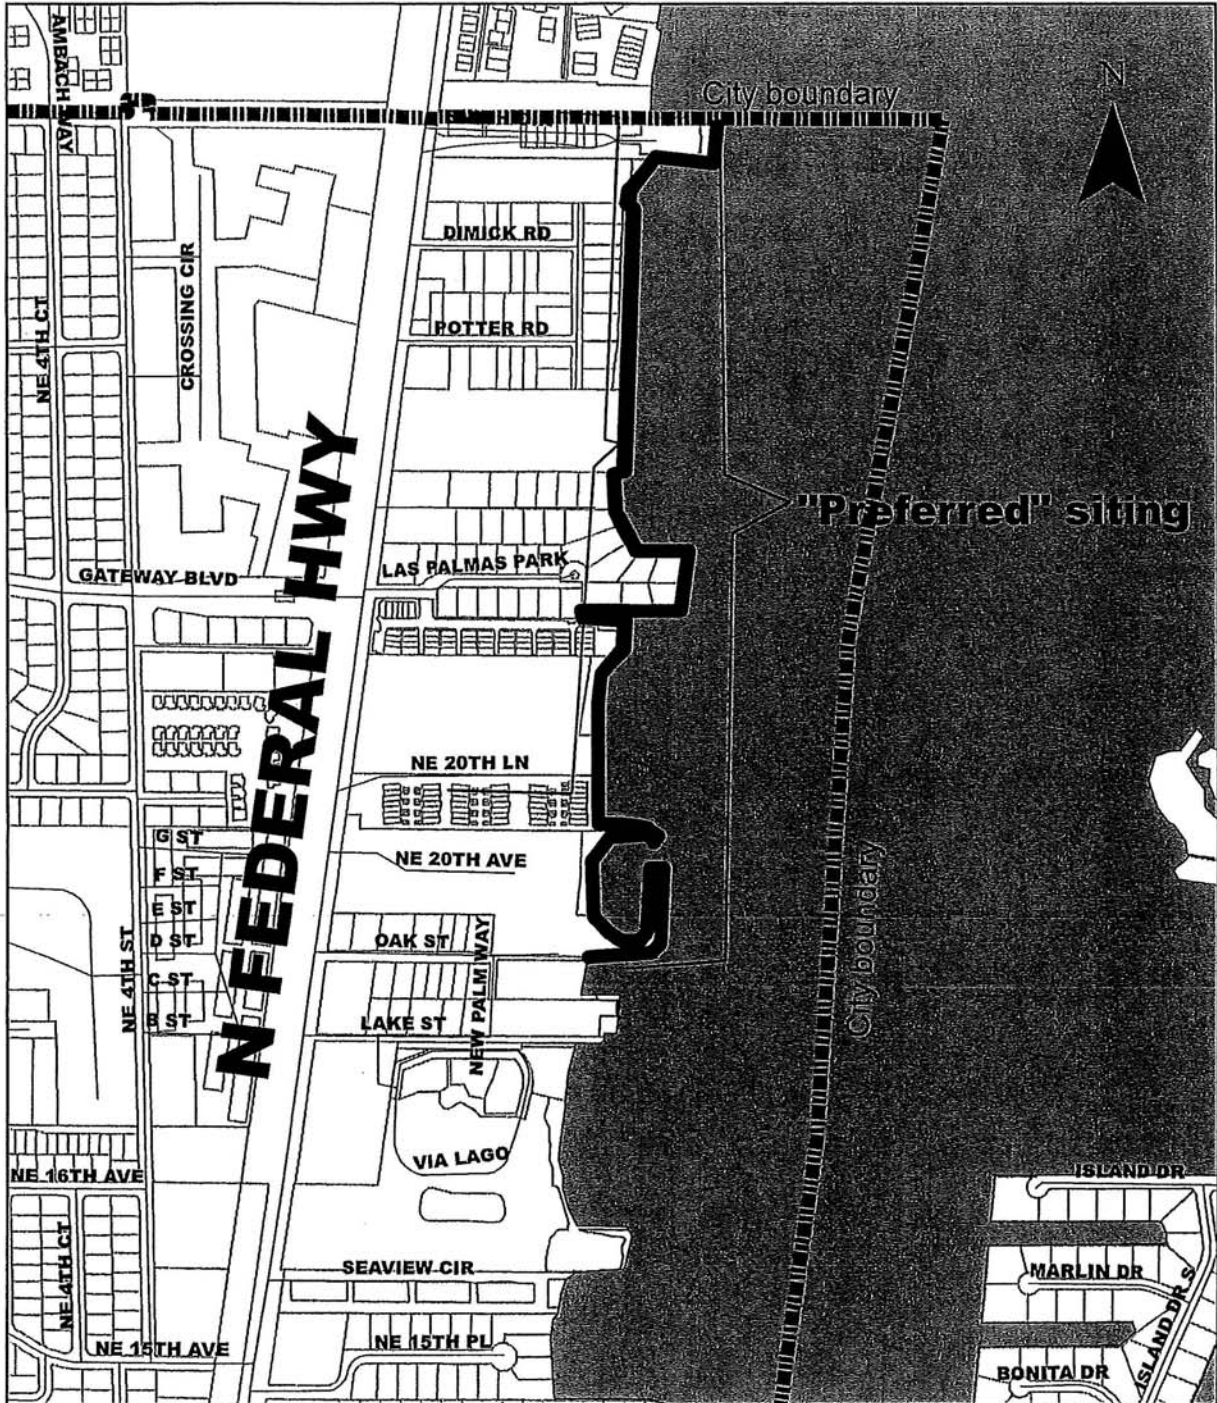 AMBACH WAY
City boundary
N
DIMICK RD
CROSSING CIR
POTTER RD
NE 4TH CT
"Preferred" siting
N FEDERAL HWY
LAS PALMAS PARK
GATEWAY BLVD
NE 20TH LN
G ST
NE 20TH AVE
F ST
E ST
D ST
OAK ST
NEW PALM WAY
City boundary
NE 4TH ST
C ST
B ST
LAKE ST
VIA LAGO
NE 16TH AVE
ISLAND DR
NE 4TH CT
SEAVIEW CIR
MARLIN DR
ISLAND DR S
NE 15TH AVE
NE 15TH PL
BONITA DR